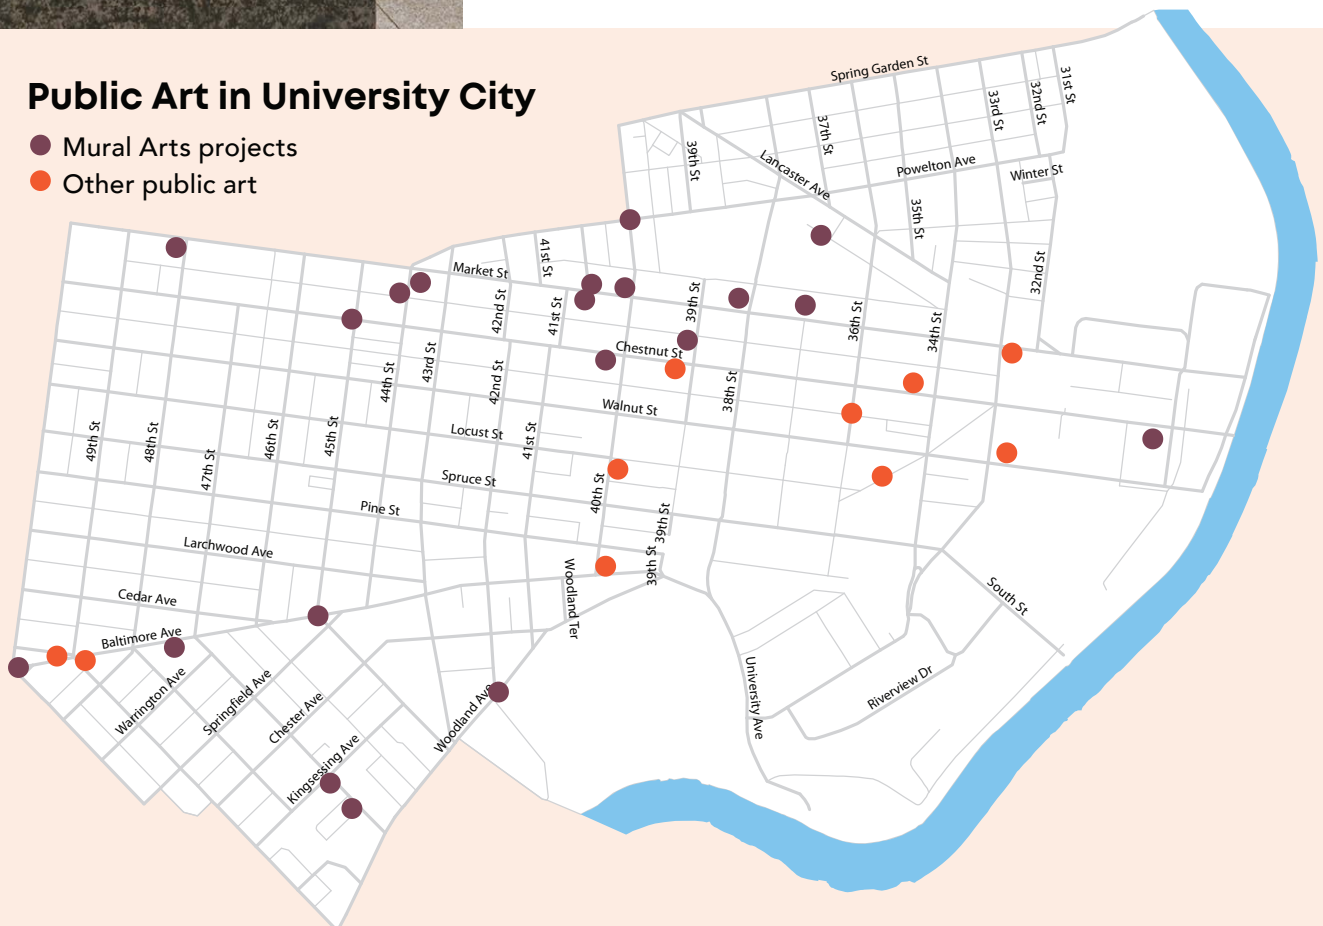 Public Art in University City
Mural Arts projects
Other public art
Spring Garden St
31st St
32nd St
33rd St
37th St
39th St
Lancaster Ave
Powelton Ave
Winter St
35th St
41st St
Market St
32nd St
42nd St
41st St
39th St
36th St
34th St
Chestnut St
43rd St
44th St
42nd St
38th St
Walnut St
Locust St
49th St
48th St
47th St
46th St
45th St
41st St
Spruce St
40th St
Pine St
39th St
Larchwood Ave
39th St
Woodland Ter
Cedar Ave
South St
Baltimore Ave
Warrington Ave
Springfield Ave
Chester Ave
Woodland Ave
University Ave
Riverview Dr
Kingsessing Ave